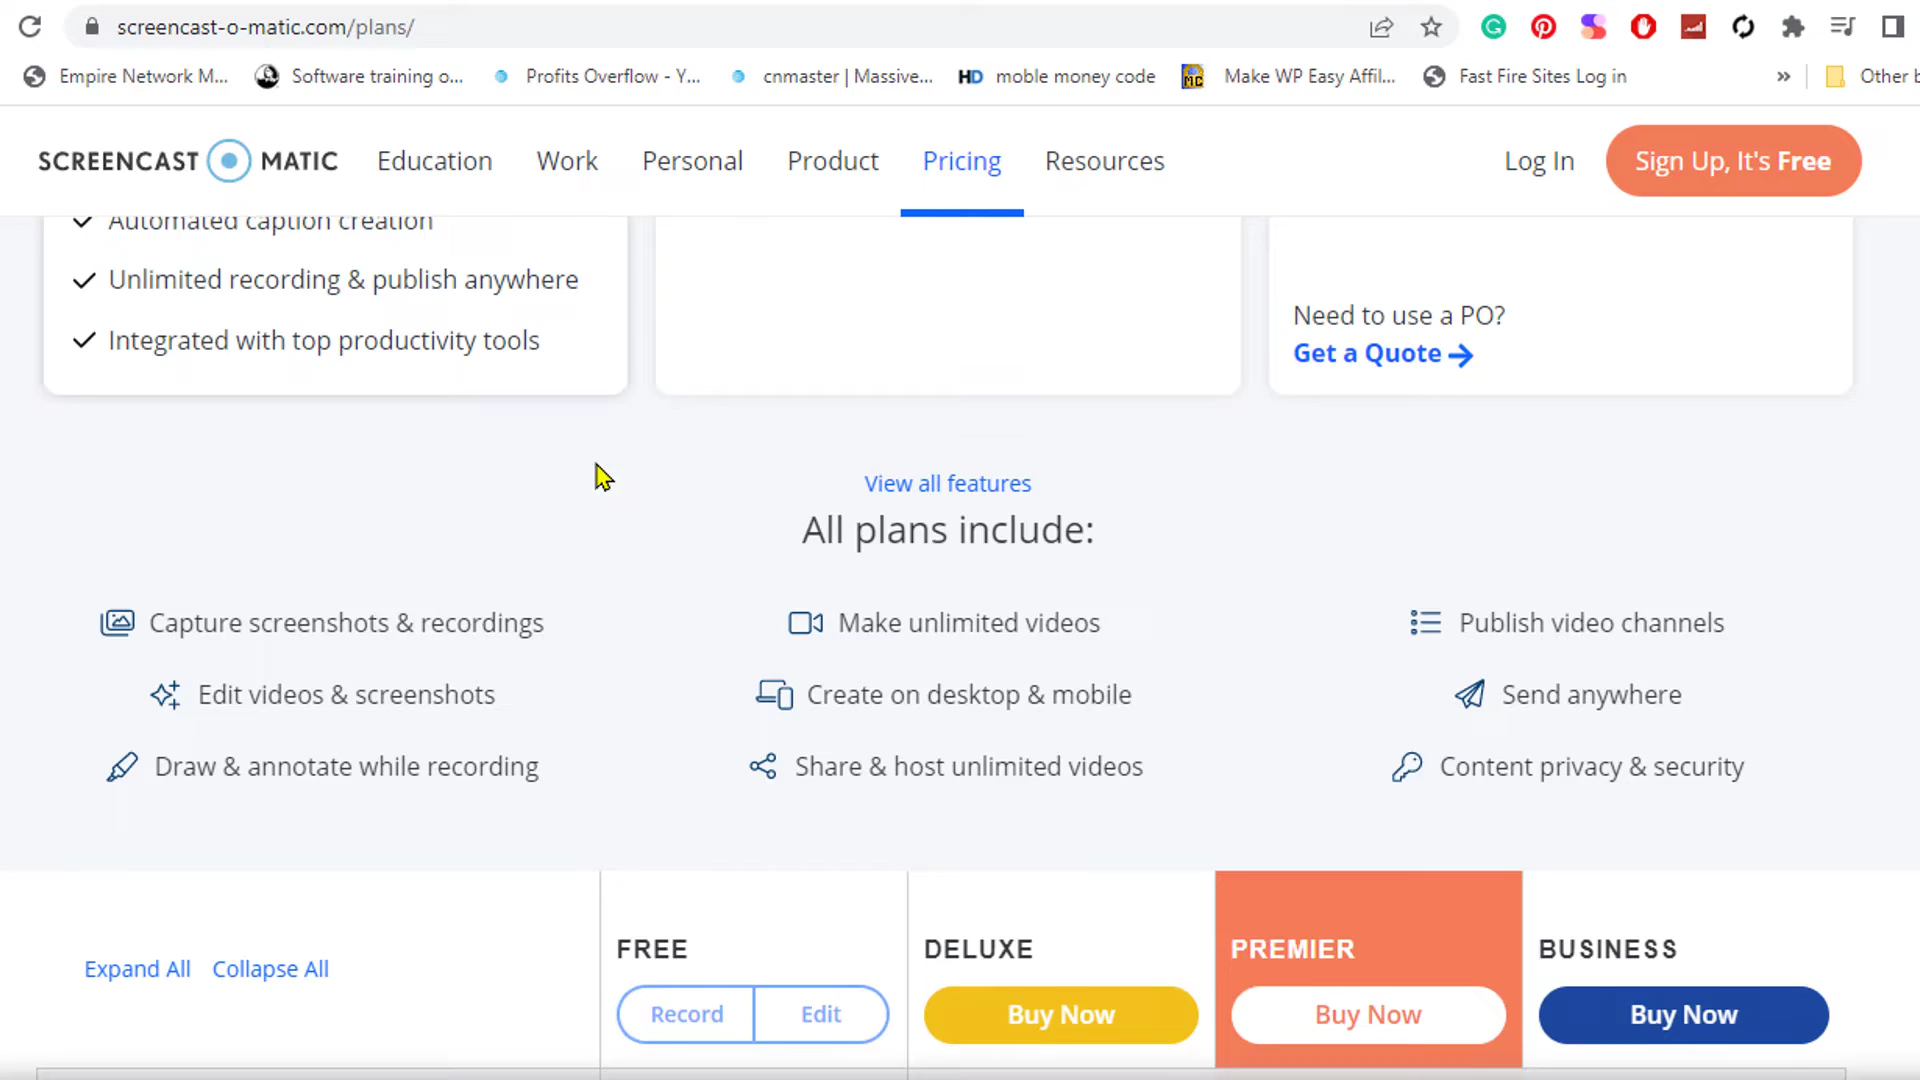 screencast-o-matic.com/plans/
Empire Network M... Software training o... Profits Overflow - Y... cnmaster | Massive... HD moble money code MC Make WP Easy Affil... Fast Fire Sites Log in » Other b
SCREENCAST MATIC Education Work Personal Product Pricing Resources Log In Sign Up, It's Free
Automated caption creation
Unlimited recording & publish anywhere
Integrated with top productivity tools
Need to use a PO?
Get a Quote
View all features
All plans include:
Capture screenshots & recordings Make unlimited videos Publish video channels
Edit videos & screenshots Create on desktop & mobile Send anywhere
Draw & annotate while recording Share & host unlimited videos Content privacy & security
FREE DELUXE PREMIER BUSINESS
Expand All Collapse All
Record Edit Buy Now Buy Now Buy Now